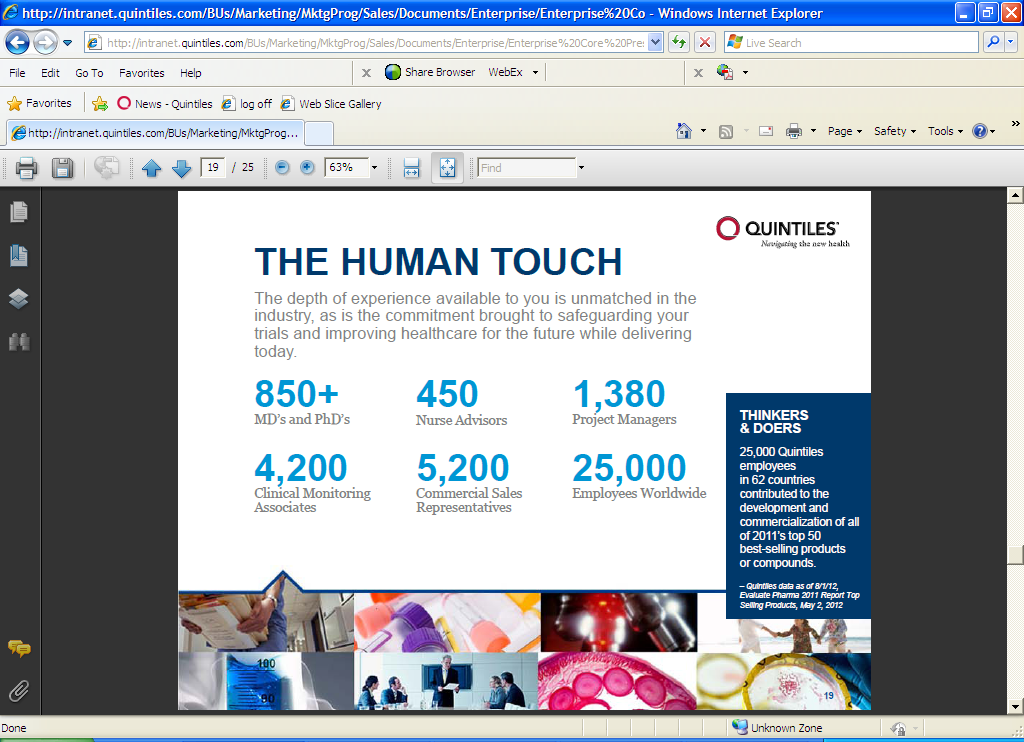 http://intranet.quintiles.com/BUs/Marketing/MktgProg/Sales/Documents/Enterprise/Enterprise%20Co - Windows Internet Explorer
http://intranet.quintiles.com/BUs/Marketing/MktgProg/Sales/Documents/Enterprise/Enterprise%20Core%20Pre
Live Search
File Edit Go To Favorites Help
x Share Browser WebEx
x
Favorites
News - Quintiles log off Web Slice Gallery
http://intranet.quintiles.com/BUs/Marketing/MktgProg...
Page Safety Tools »
19 / 25 63% Find
QUINTILES™
Navigating the new health
THE HUMAN TOUCH
The depth of experience available to you is unmatched in the
industry, as is the commitment brought to safeguarding your
trials and improving healthcare for the future while delivering
today.
850+ 450 1,380
MD's and PhD's Nurse Advisors Project Managers
4,200 5,200 25,000
Clinical Monitoring Commercial Sales Employees Worldwide
Associates Representatives
THINKERS
& DOERS
25,000 Quintiles
employees
in 62 countries
contributed to the
development and
commercialization of all
of 2011's top 50
best-selling products
or compounds.
– Quintiles data as of 8/1/12,
Evaluate Pharma 2011 Report Top
Selling Products, May 2, 2012
100
80
19
Done
Unknown Zone